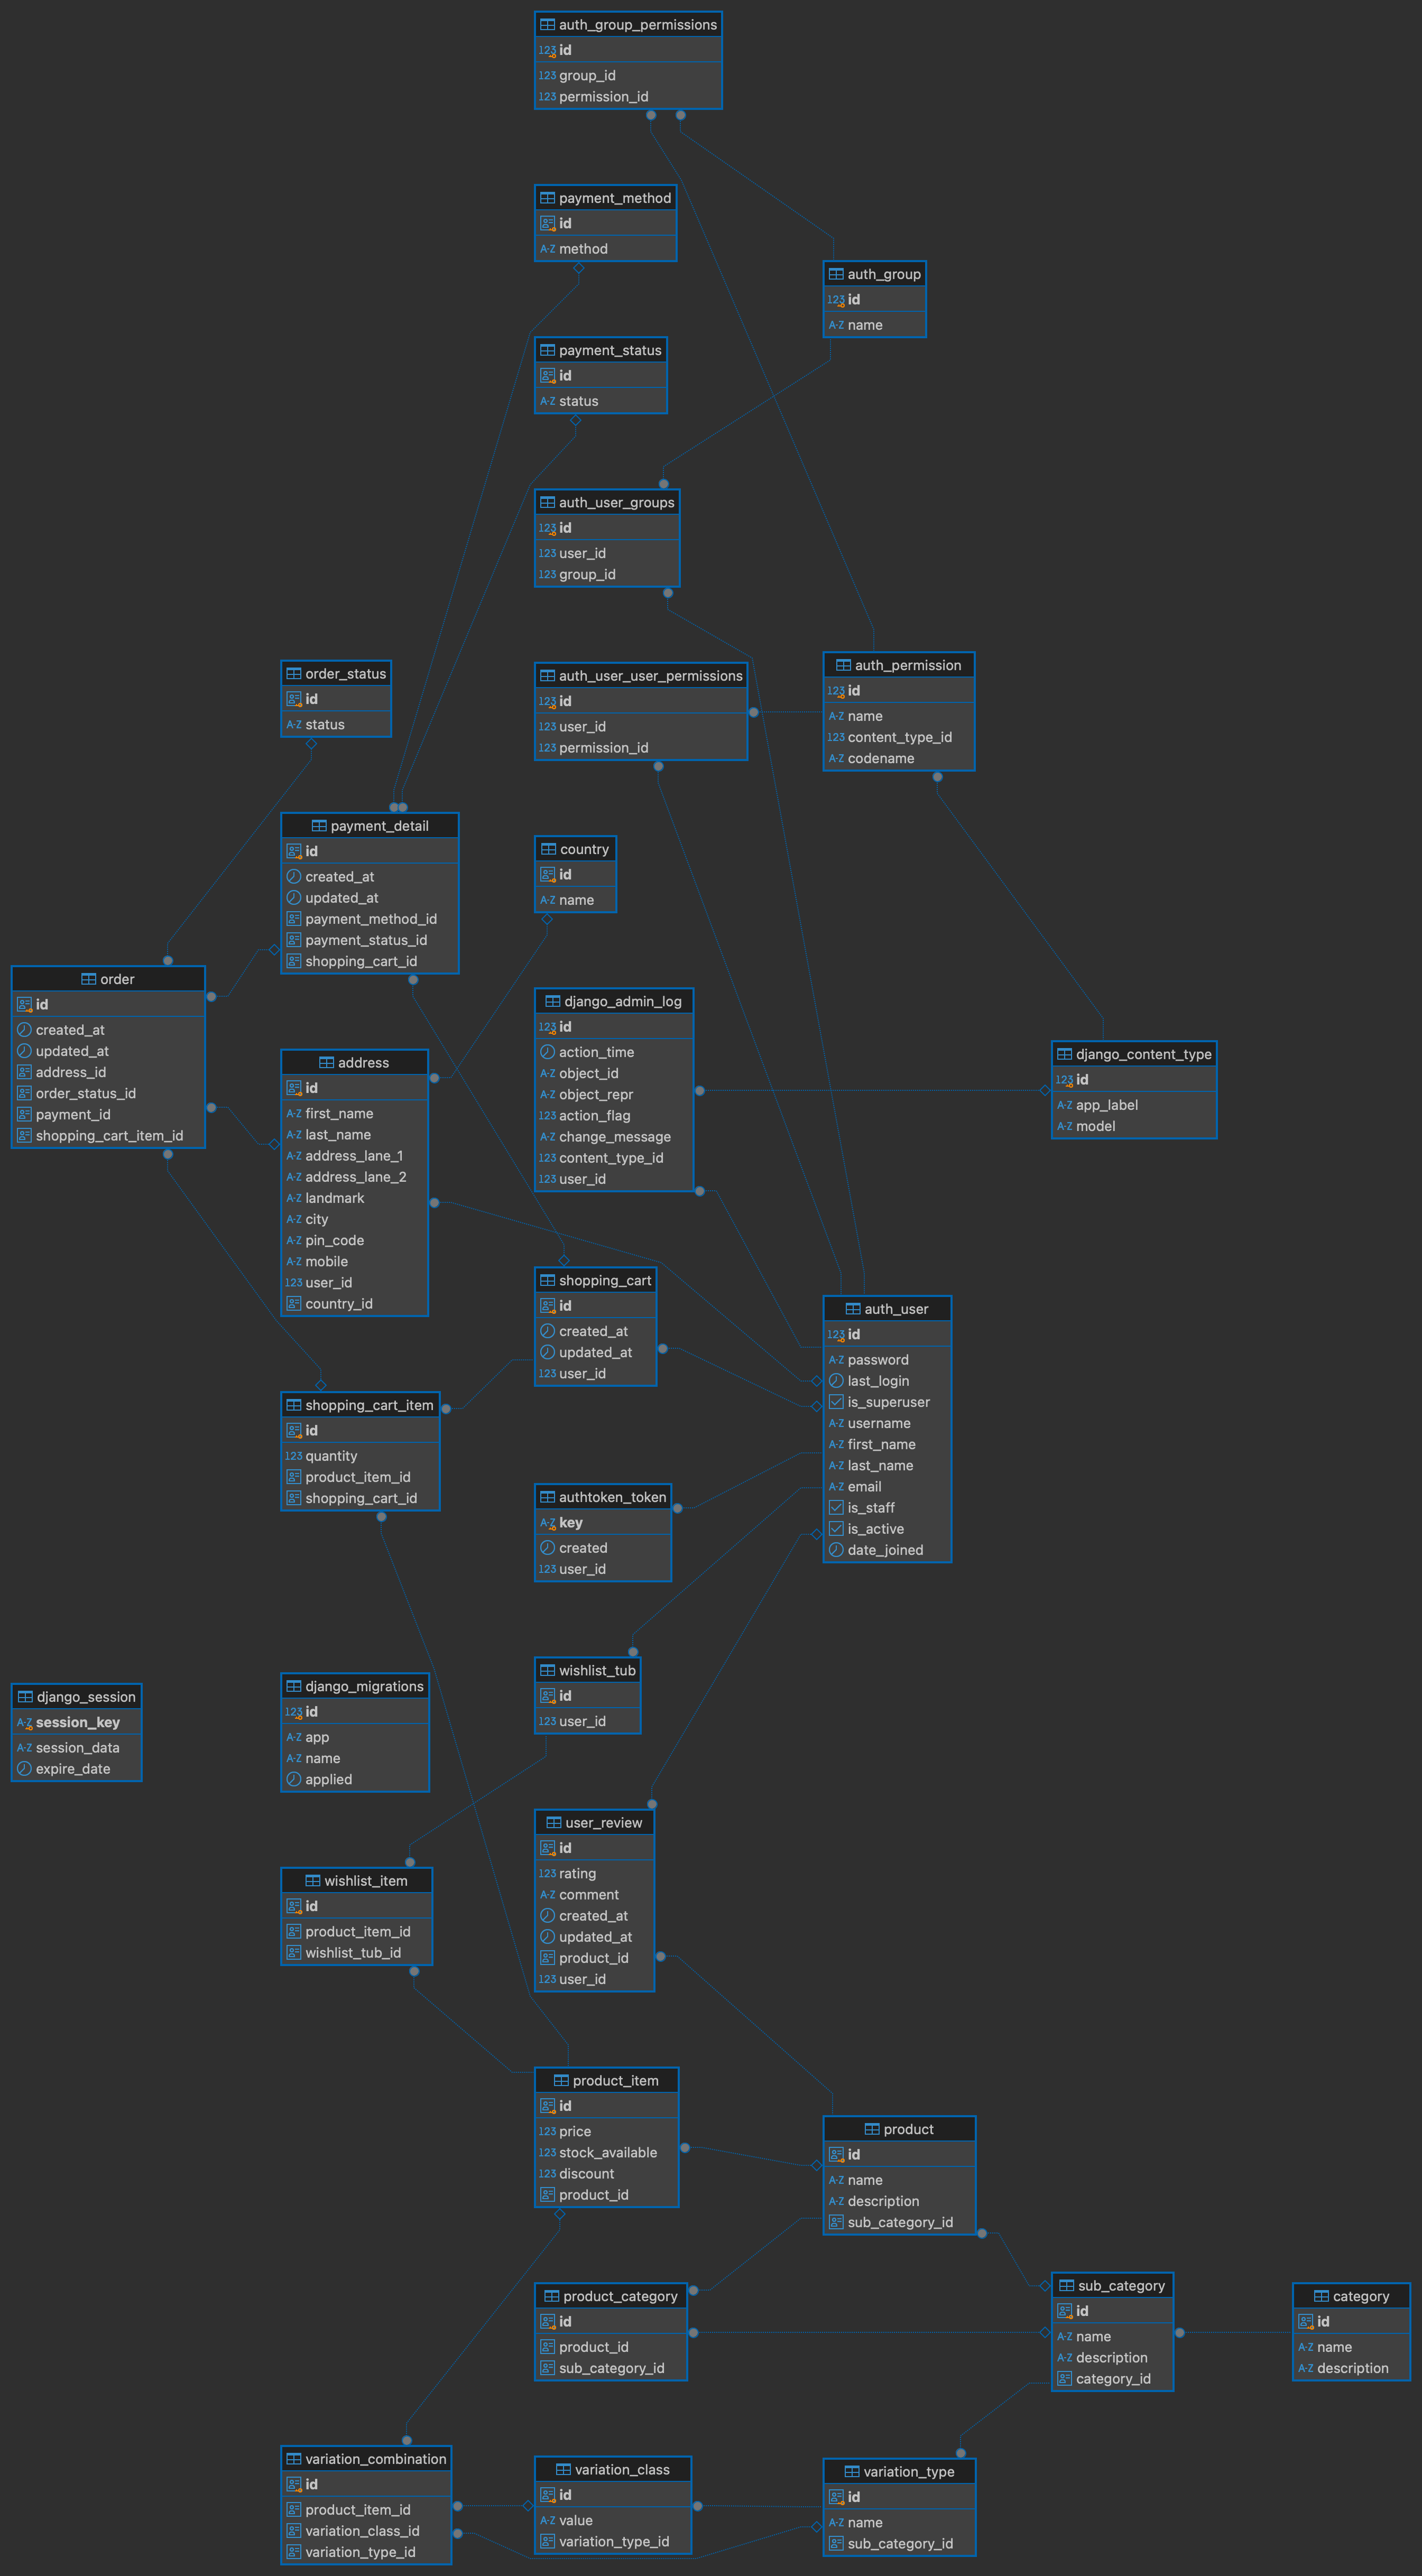 auth_group_permissions
123 id
123 group_id
123 permission_id
payment_method
id
A-Z method
auth_group
123 id
A-Z name
payment_status
id
A-Z status
auth_user_groups
123 id
123 user_id
123 group_id
order_status
id
A-Z status
auth_user_user_permissions
123 id
123 user_id
123 permission_id
auth_permission
123 id
A-Z name
123 content_type_id
A-Z codename
payment_detail
id
created_at
updated_at
payment_method_id
payment_status_id
shopping_cart_id
country
id
A-Z name
order
id
created_at
updated_at
address_id
order_status_id
payment_id
shopping_cart_item_id
address
id
A-Z first_name
A-Z last_name
A-Z address_lane_1
A-Z address_lane_2
A-Z landmark
A-Z city
A-Z pin_code
A-Z mobile
123 user_id
country_id
django_admin_log
123 id
action_time
A-Z object_id
A-Z object_repr
123 action_flag
A-Z change_message
123 content_type_id
123 user_id
django_content_type
123 id
A-Z app_label
A-Z model
shopping_cart
id
created_at
updated_at
123 user_id
auth_user
123 id
A-Z password
last_login
is_superuser
A-Z username
A-Z first_name
A-Z last_name
A-Z email
is_staff
is_active
date_joined
shopping_cart_item
id
123 quantity
product_item_id
shopping_cart_id
authtoken_token
A-Z key
created
123 user_id
wishlist_tub
id
123 user_id
django_session
A-Z session_key
A-Z session_data
expire_date
django_migrations
123 id
A-Z app
A-Z name
applied
user_review
id
123 rating
A-Z comment
created_at
updated_at
product_id
123 user_id
wishlist_item
id
product_item_id
wishlist_tub_id
product_item
id
123 price
123 stock_available
123 discount
product_id
product
id
A-Z name
A-Z description
sub_category_id
product_category
id
product_id
sub_category_id
sub_category
id
A-Z name
A-Z description
category_id
category
id
A-Z name
A-Z description
variation_combination
id
product_item_id
variation_class_id
variation_type_id
variation_class
id
A-Z value
variation_type_id
variation_type
id
A-Z name
sub_category_id